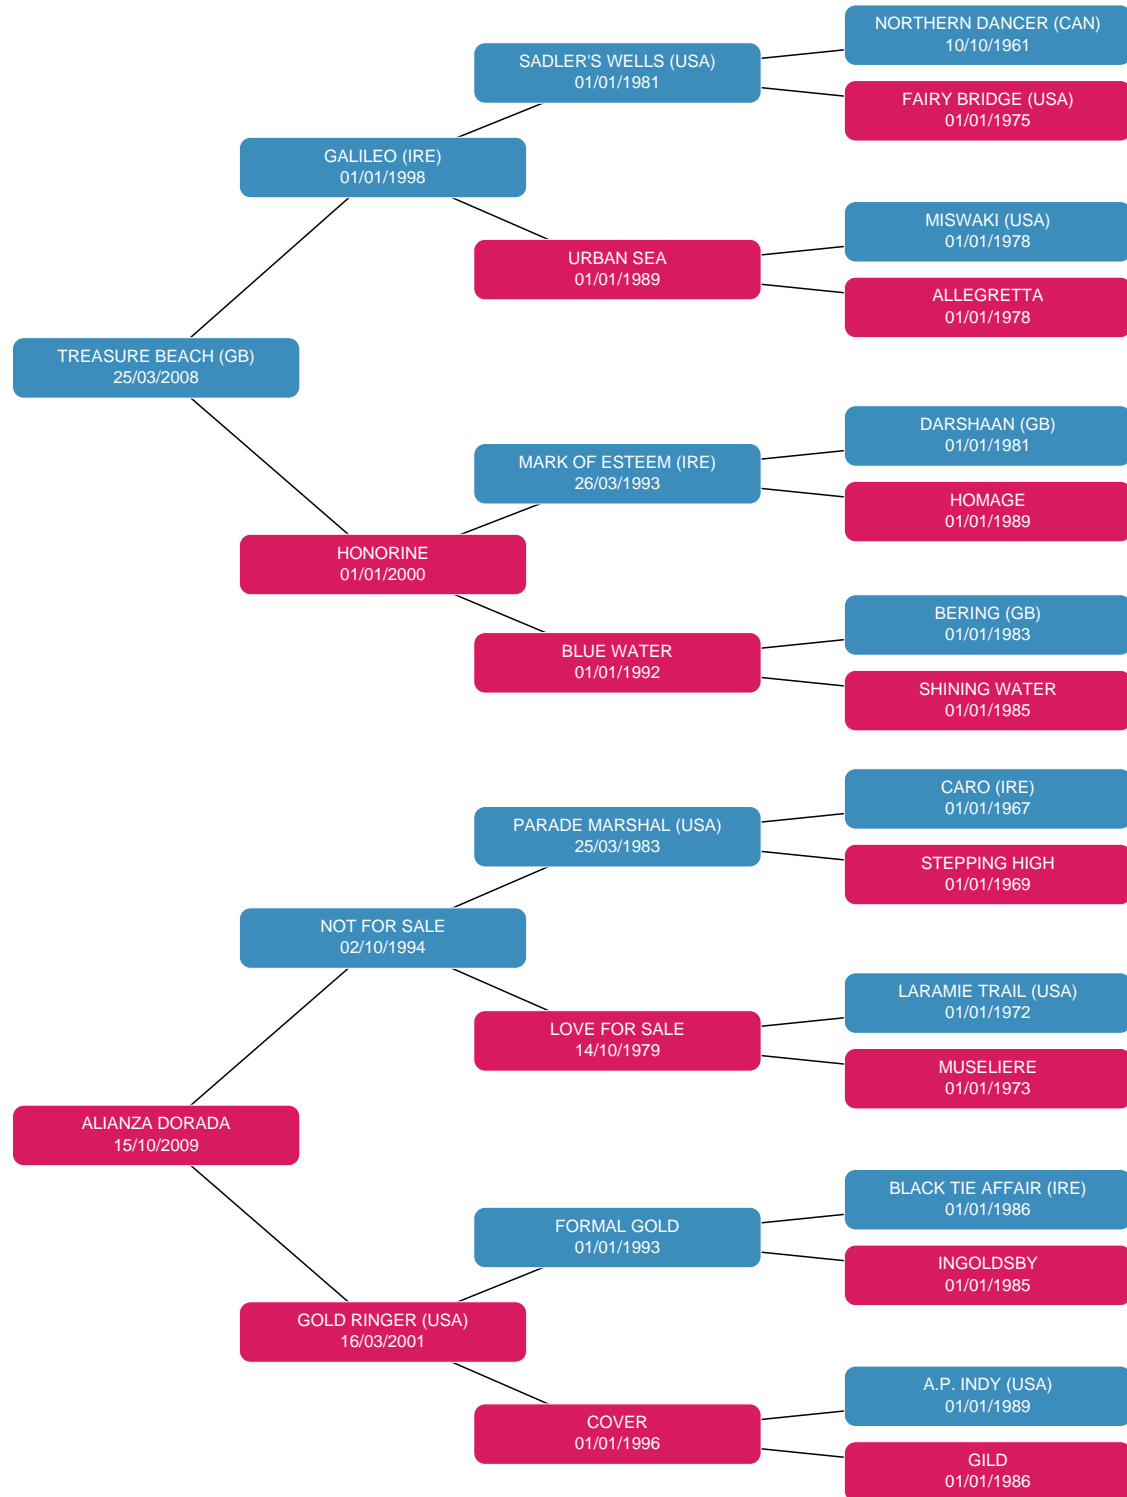 NORTHERN DANCER (CAN)
10/10/1961
SADLER'S WELLS (USA)
01/01/1981
FAIRY BRIDGE (USA)
01/01/1975
GALILEO (IRE)
01/01/1998
MISWAKI (USA)
01/01/1978
URBAN SEA
01/01/1989
ALLEGRETTA
01/01/1978
TREASURE BEACH (GB)
25/03/2008
DARSHAAN (GB)
01/01/1981
MARK OF ESTEEM (IRE)
26/03/1993
HOMAGE
01/01/1989
HONORINE
01/01/2000
BERING (GB)
01/01/1983
BLUE WATER
01/01/1992
SHINING WATER
01/01/1985
CARO (IRE)
01/01/1967
PARADE MARSHAL (USA)
25/03/1983
STEPPING HIGH
01/01/1969
NOT FOR SALE
02/10/1994
LARAMIE TRAIL (USA)
01/01/1972
LOVE FOR SALE
14/10/1979
MUSELIERE
01/01/1973
ALIANZA DORADA
15/10/2009
BLACK TIE AFFAIR (IRE)
01/01/1986
FORMAL GOLD
01/01/1993
INGOLDSBY
01/01/1985
GOLD RINGER (USA)
16/03/2001
A.P. INDY (USA)
01/01/1989
COVER
01/01/1996
GILD
01/01/1986